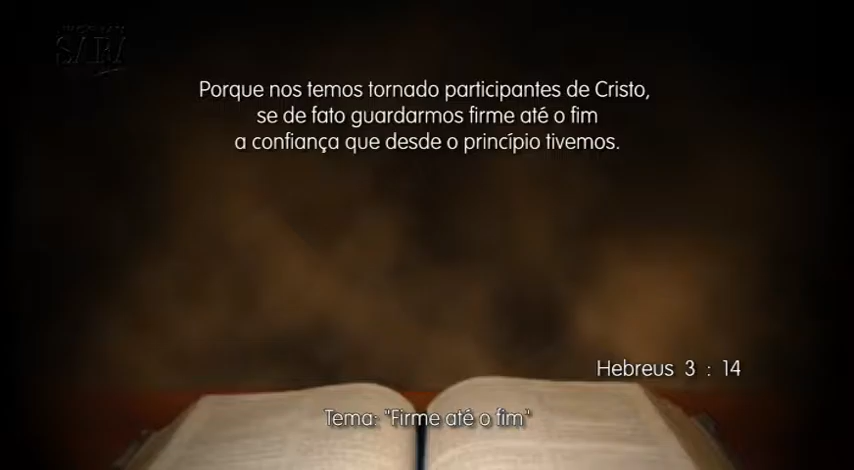 SARA
Porque nos temos tornado participantes de Cristo,
se de fato guardarmos firme até o fim
a confiança que desde o princípio tivemos.
Hebreus 3 : 14
Tema: "Firme até o fim"